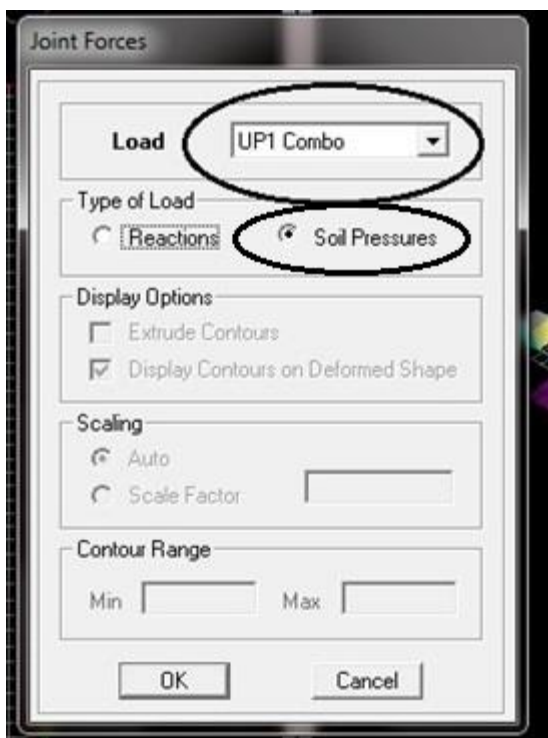 Joint Forces
Load UP1 Combo
Type of Load
Reactions Soil Pressures
Display Options
Extrude Contours
Display Contours on Deformed Shape
Scaling
Auto
Scale Factor
Contour Range
Min Max
OK Cancel